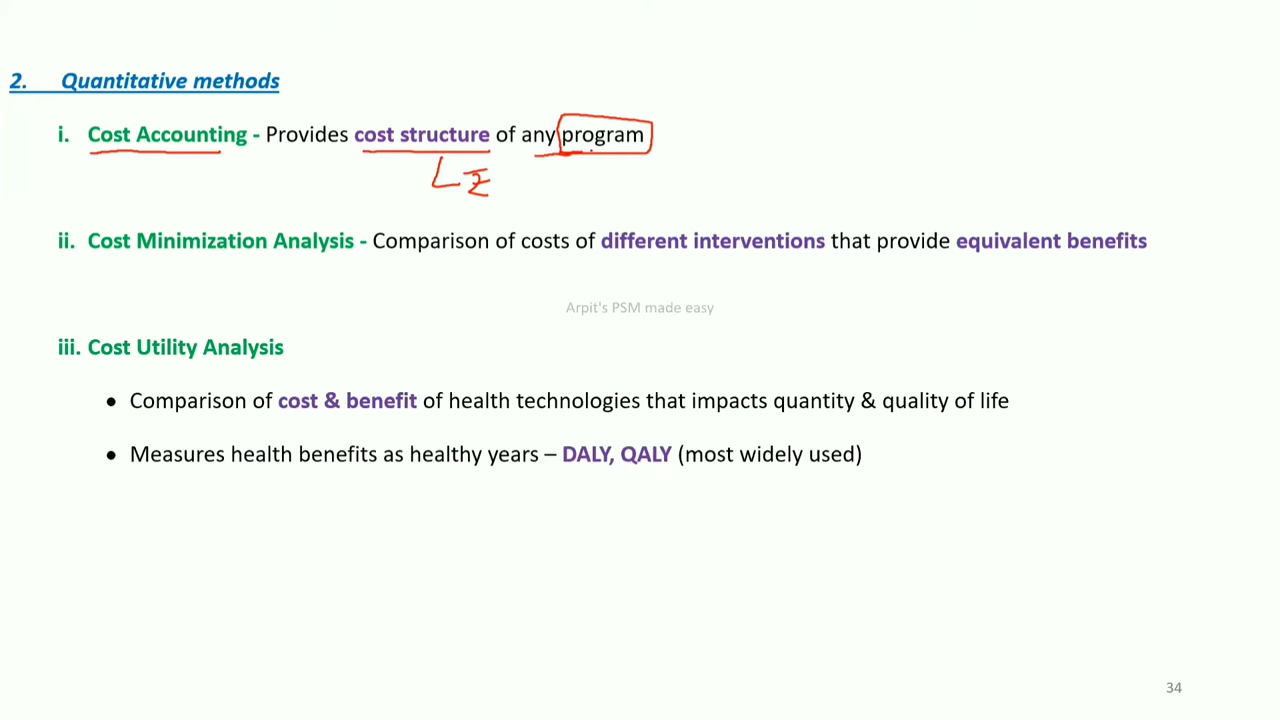 2. Quantitative methods
i. Cost Accounting - Provides cost structure of any program
ii. Cost Minimization Analysis - Comparison of costs of different interventions that provide equivalent benefits
Arpit's PSM made easy
iii. Cost Utility Analysis
• Comparison of cost & benefit of health technologies that impacts quantity & quality of life
• Measures health benefits as healthy years – DALY, QALY (most widely used)
34